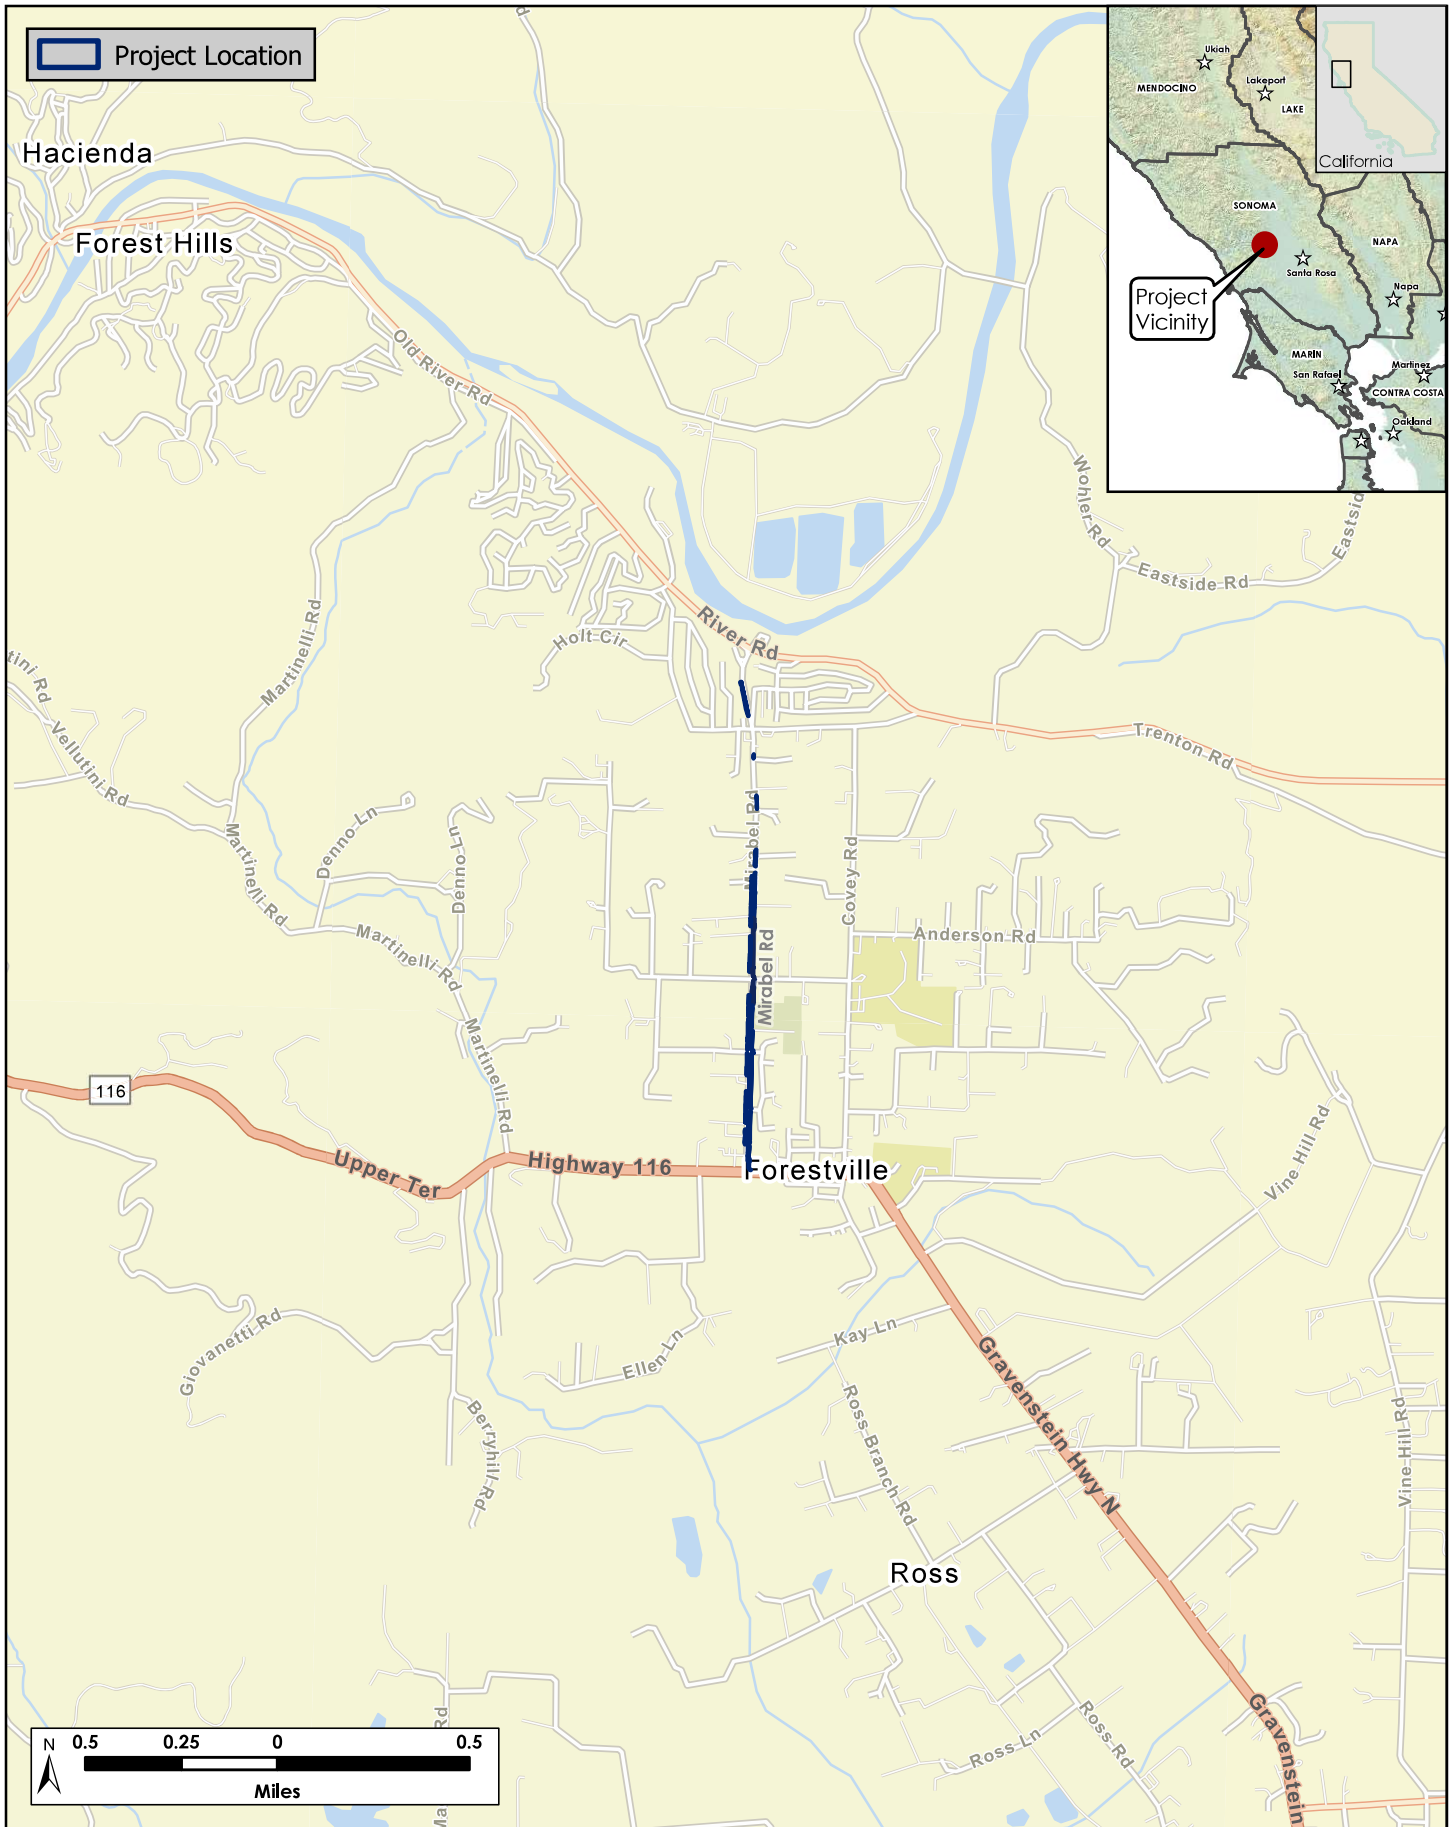 Project Location
Ukiah
Lakeport
MENDOCINO
LAKE
California
SONOMA
NAPA
Santa Rosa
Napa
Project
Vicinity
MARIN
San Rafael
Martinez
CONTRA COSTA
Oakland
Hacienda
Forest Hills
Old River Rd
Wohler Rd
Eastside Rd
Eastsid
River Rd
Holt Cir
Martinelli Rd
tini Rd
Vellutini Rd
Trenton Rd
Denno Ln
Denno Ln
Mirabel Rd
Covey Rd
Martinelli Rd
Martinelli Rd
Anderson Rd
Mirabel Rd
Martinelli Rd
116
Upper Ter
Highway 116
Forestville
Vine Hill Rd
Giovanetti Rd
Ellen Ln
Kay Ln
Gravenstein Hwy N
Berryhill Rd
Ross Branch Rd
Vine Hill Rd
Ross
Rd
Ma
Ross Ln
Ross Rd
Gravenstein
N
0.5 0.25 0 0.5
Miles